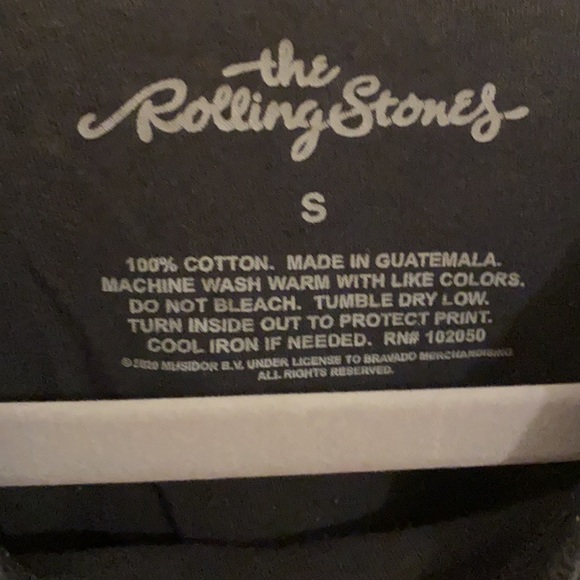 the
Rolling Stones
S
100% COTTON. MADE IN GUATEMALA.
MACHINE WASH WARM WITH LIKE COLORS.
DO NOT BLEACH. TUMBLE DRY LOW.
TURN INSIDE OUT TO PROTECT PRINT.
COOL IRON IF NEEDED. RN# 102050
©2020 MUSIDOR B.V. UNDER LICENSE TO BRAVADO MERCHANDISING
ALL RIGHTS RESERVED.